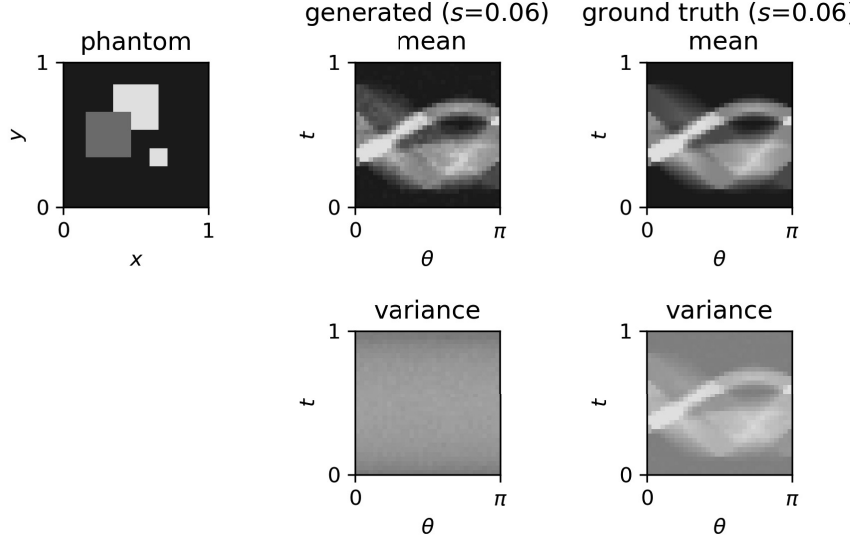 generated (s=0.06)
ground truth (s=0.06)
phantom
mean
mean
1
y
0
0
1
x
1
t
0
0
π
θ
1
t
0
0
π
θ
variance
variance
1
t
0
0
π
θ
1
t
0
0
π
θ